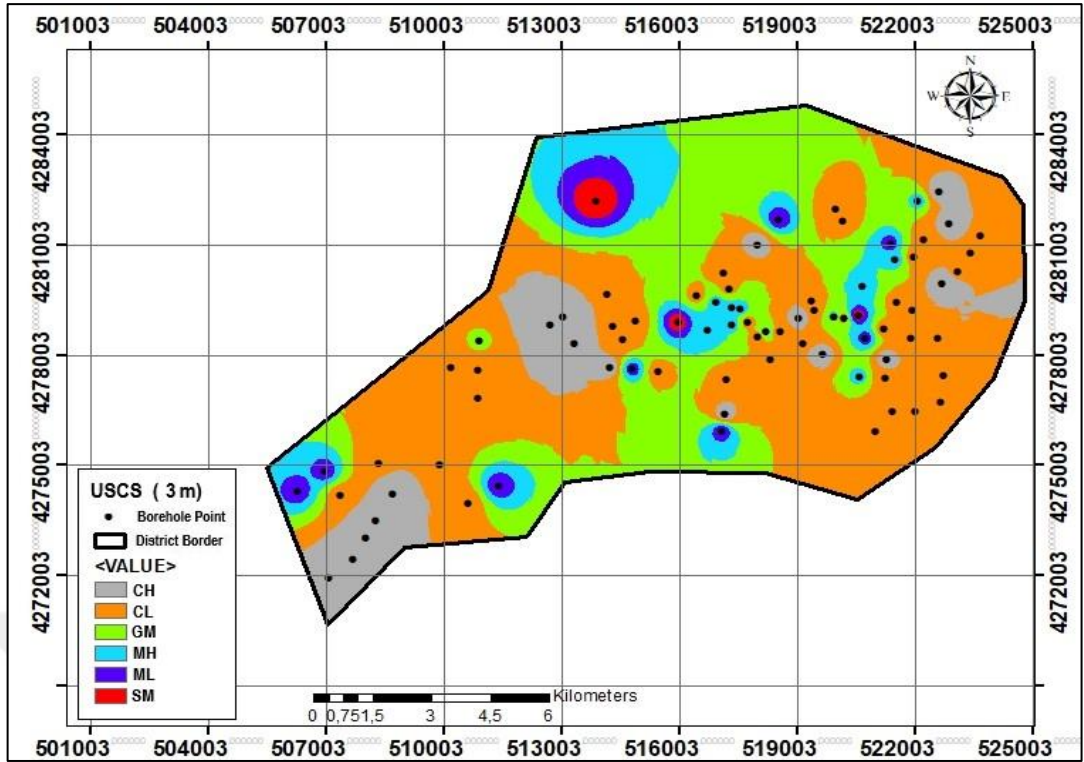 501003 504003 507003 510003 513003 516003 519003 522003 525003
N
W E
S
4284003 4284003
4281003 4281003
4278003 4278003
4275003 4275003
4272003 4272003
USCS ( 3 m)
Borehole Point
District Border
<VALUE>
CH
CL
GM
MH
ML
SM
Kilometers
0 0,75 1,5 3 4,5 6
501003 504003 507003 510003 513003 516003 519003 522003 525003